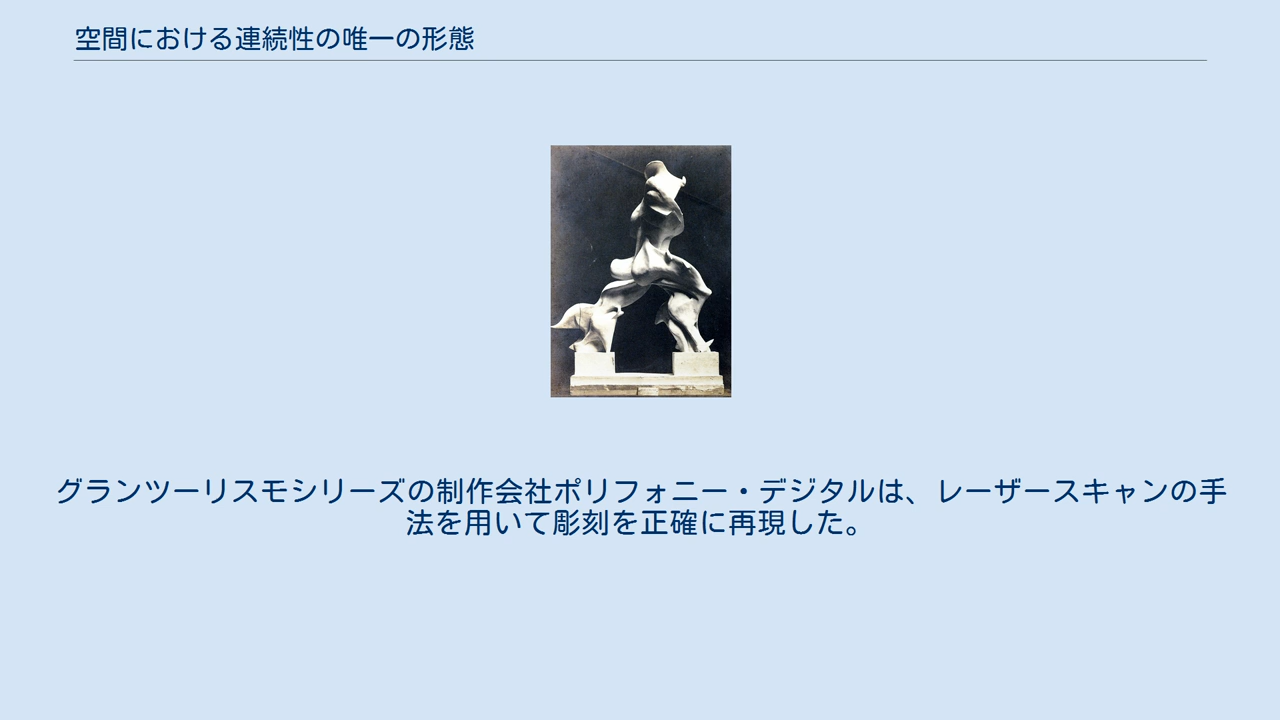 空間における連続性の唯一の形態
グランツーリスモシリーズの制作会社ポリフォニー・デジタルは、レーザースキャンの手
法を用いて彫刻を正確に再現した。